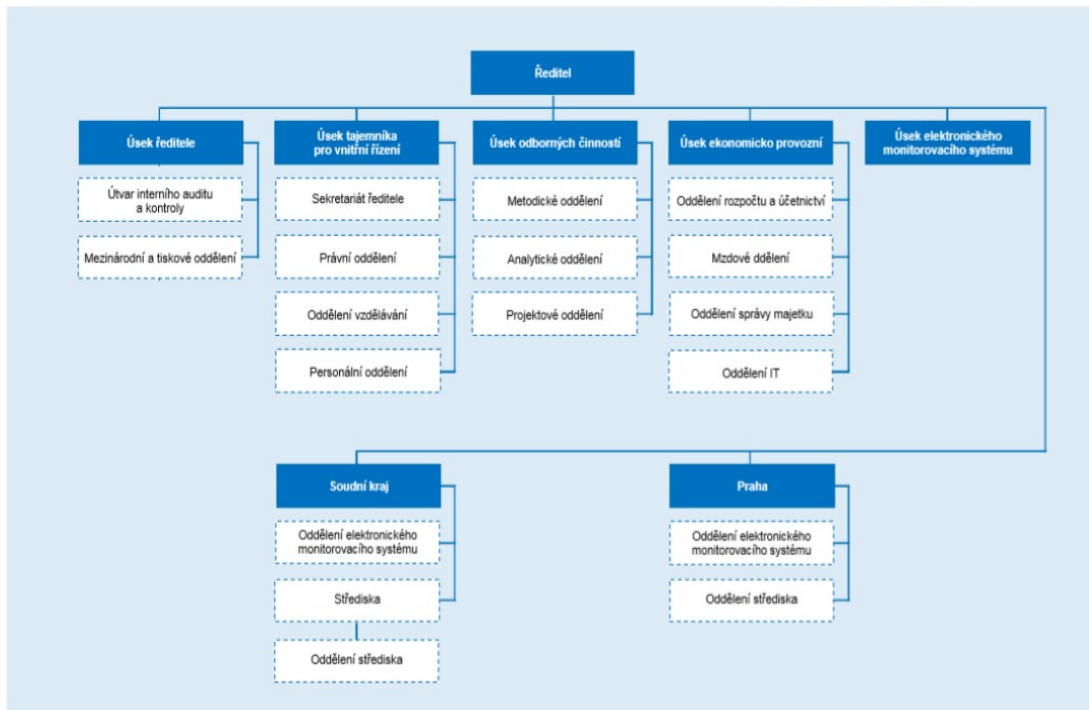 Ředitel
Úsek ředitele
Útvar interního auditu
a kontroly
Mezinárodní a tiskové oddělení
Úsek tajemníka
pro vnitřní řízení
Sekretariát ředitele
Právní oddělení
Oddělení vzdělávání
Personální oddělení
Úsek odborných činností
Metodické oddělení
Analytické oddělení
Projektové oddělení
Úsek ekonomicko provozní
Oddělení rozpočtu a účetnictví
Mzdové ddělení
Oddělení správy majetku
Oddělení IT
Úsek elektronického
monitorovacího systému
Soudní kraj
Oddělení elektronického
monitorovacího systému
Střediska
Oddělení střediska
Praha
Oddělení elektronického
monitorovacího systému
Oddělení střediska